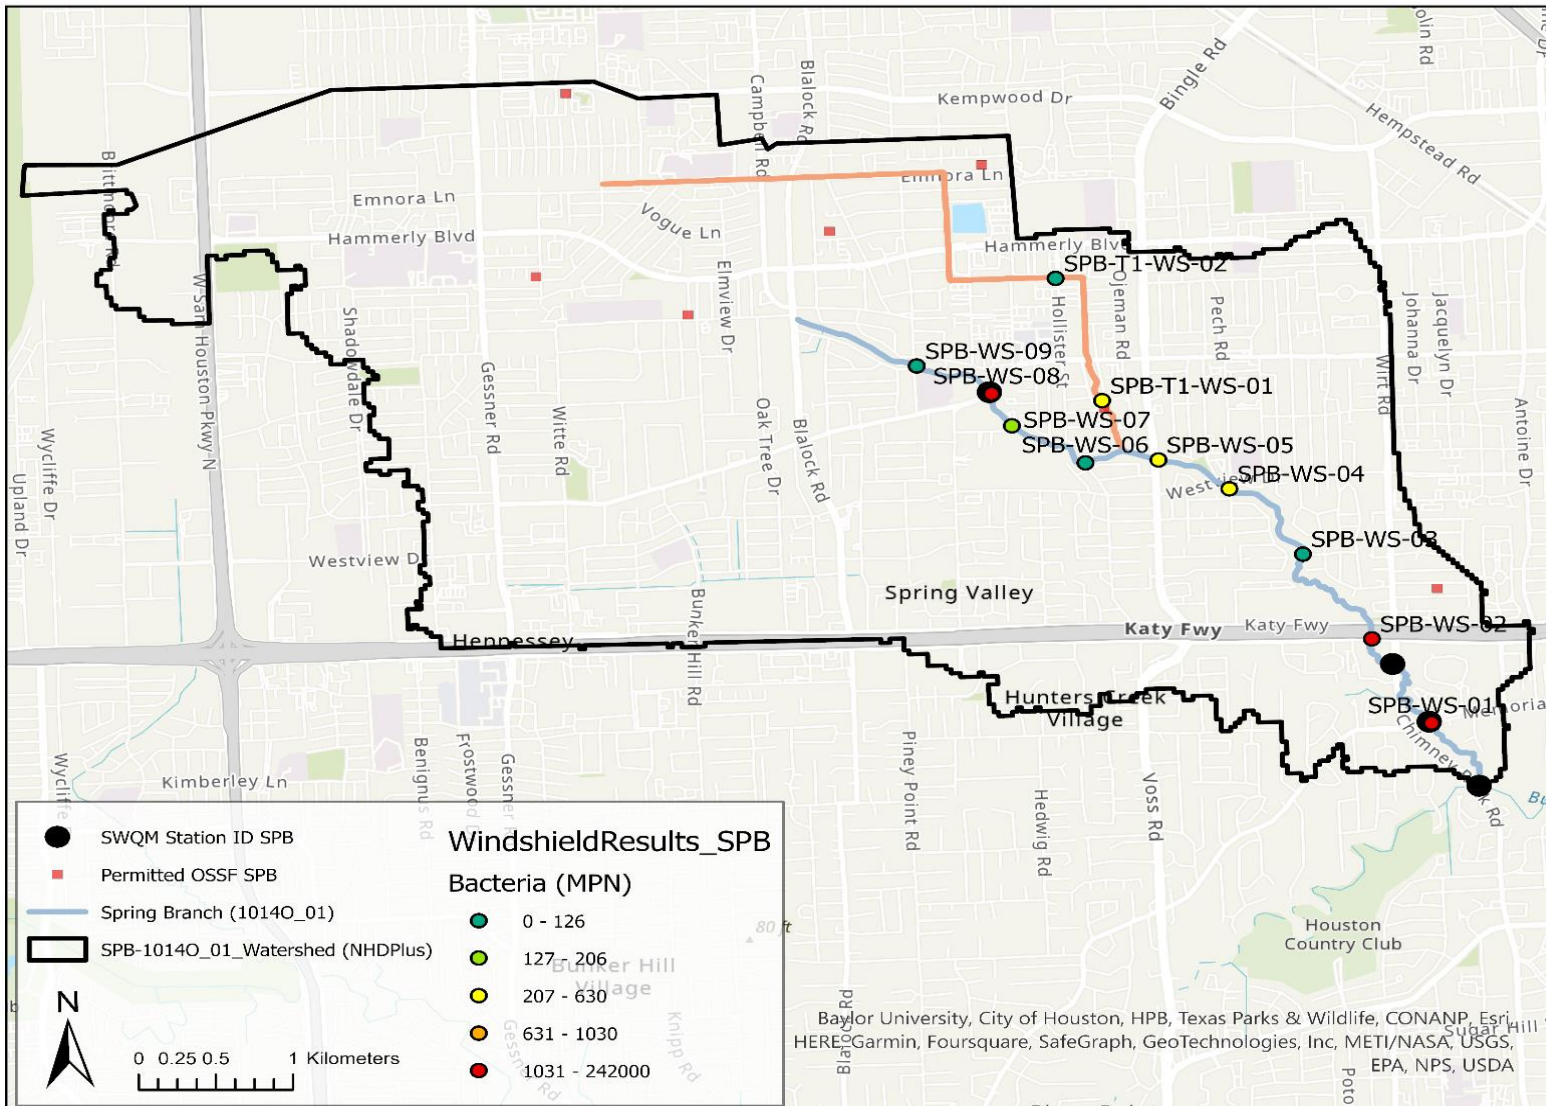 Kempwood Dr
Bingle Rd
Hempstead Rd
Campbell Rd
Blalock Rd
Bittmoore Rd
Emnora Ln
Emnora Ln
Vogue Ln
Hammerly Blvd
Hammerly Blvd
W Sam Houston Pkwy N
Shadowdale Dr
Gessner Rd
Witte Rd
Elmview Dr
Oak Tree Dr
Blalock Rd
SPB-T1-WS-02
Hollister St
Ojeman Rd
Pech Rd
Wirt Rd
Johanna Dr
Jacquelyn Dr
Antoine Dr
SPB-WS-09
SPB-WS-08
SPB-T1-WS-01
SPB-WS-07
SPB-WS-06
SPB-WS-05
SPB-WS-04
SPB-WS-03
Wycliffe Dr
Upland Dr
Westview Dr
Spring Valley
Hennessey
Bunker Hill Rd
Katy Fwy
Katy Fwy
SPB-WS-02
Hunters Creek
Village
SPB-WS-01
Chimney Rock Rd
Kimberley Ln
Benignus Rd
Piney Point Rd
Hedwig Rd
Voss Rd
Houston
Country Club
80 ft
Bunker Hill
Village
Knipp Rd
Gessner Rd
SWQM Station ID SPB
Permitted OSSF SPB
Spring Branch (1014O_01)
SPB-1014O_01_Watershed (NHDPlus)
N
0 0.25 0.5 1 Kilometers
WindshieldResults_SPB
Bacteria (MPN)
0 - 126
127 - 206
207 - 630
631 - 1030
1031 - 242000
Baylor University, City of Houston, HPB, Texas Parks & Wildlife, CONANP, Esri,
HERE, Garmin, Foursquare, SafeGraph, GeoTechnologies, Inc, METI/NASA, USGS,
EPA, NPS, USDA
Sugar Hill